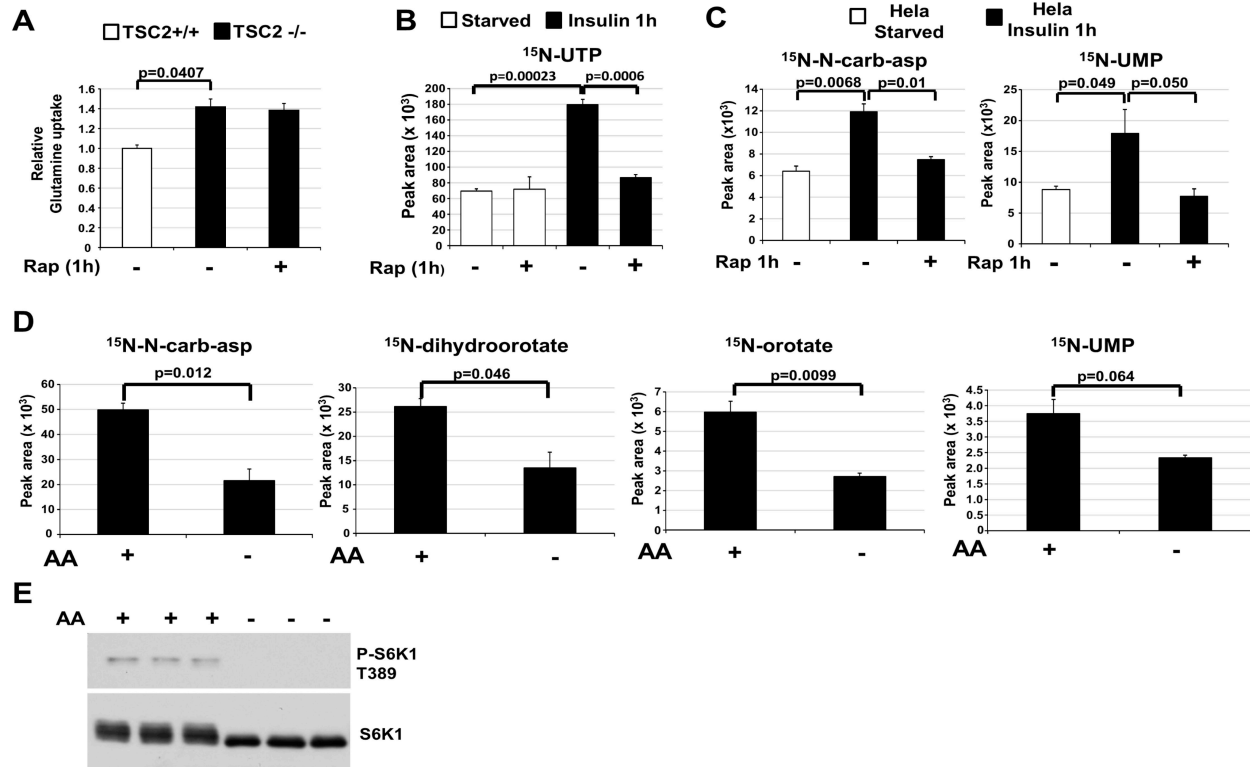 A
TSC2+/+ TSC2 -/-
p=0.0407
Relative
Glutamine uptake
1.6
1.4
1.2
1.0
0.8
0.6
0.4
0.2
0
Rap (1h) - - +
B
Starved Insulin 1h
15N-UTP
p=0.00023 p=0.0006
Peak area (x 103)
200
180
160
140
120
100
80
60
40
20
0
Rap (1h) - + - +
C
Hela
Starved
Hela
Insulin 1h
15N-N-carb-asp
p=0.0068 p=0.01
Peak area (x103)
14
12
10
8
6
4
2
0
Rap 1h - - +
15N-UMP
p=0.049 p=0.050
Peak area (x103)
25
20
15
10
5
0
Rap 1h - - +
D
15N-N-carb-asp
p=0.012
Peak area (x 103)
60
50
40
30
20
10
0
AA + -
15N-dihydroorotate
p=0.046
Peak area (x 103)
30
25
20
15
10
5
0
AA + -
15N-orotate
p=0.0099
Peak area (x 103)
7
6
5
4
3
2
1
0
AA + -
15N-UMP
p=0.064
Peak area (x 103)
4.5
4.0
3.5
3.0
2.5
2.0
1.5
1.0
0.5
0
AA + -
E
AA + + + - - -
P-S6K1
T389
S6K1